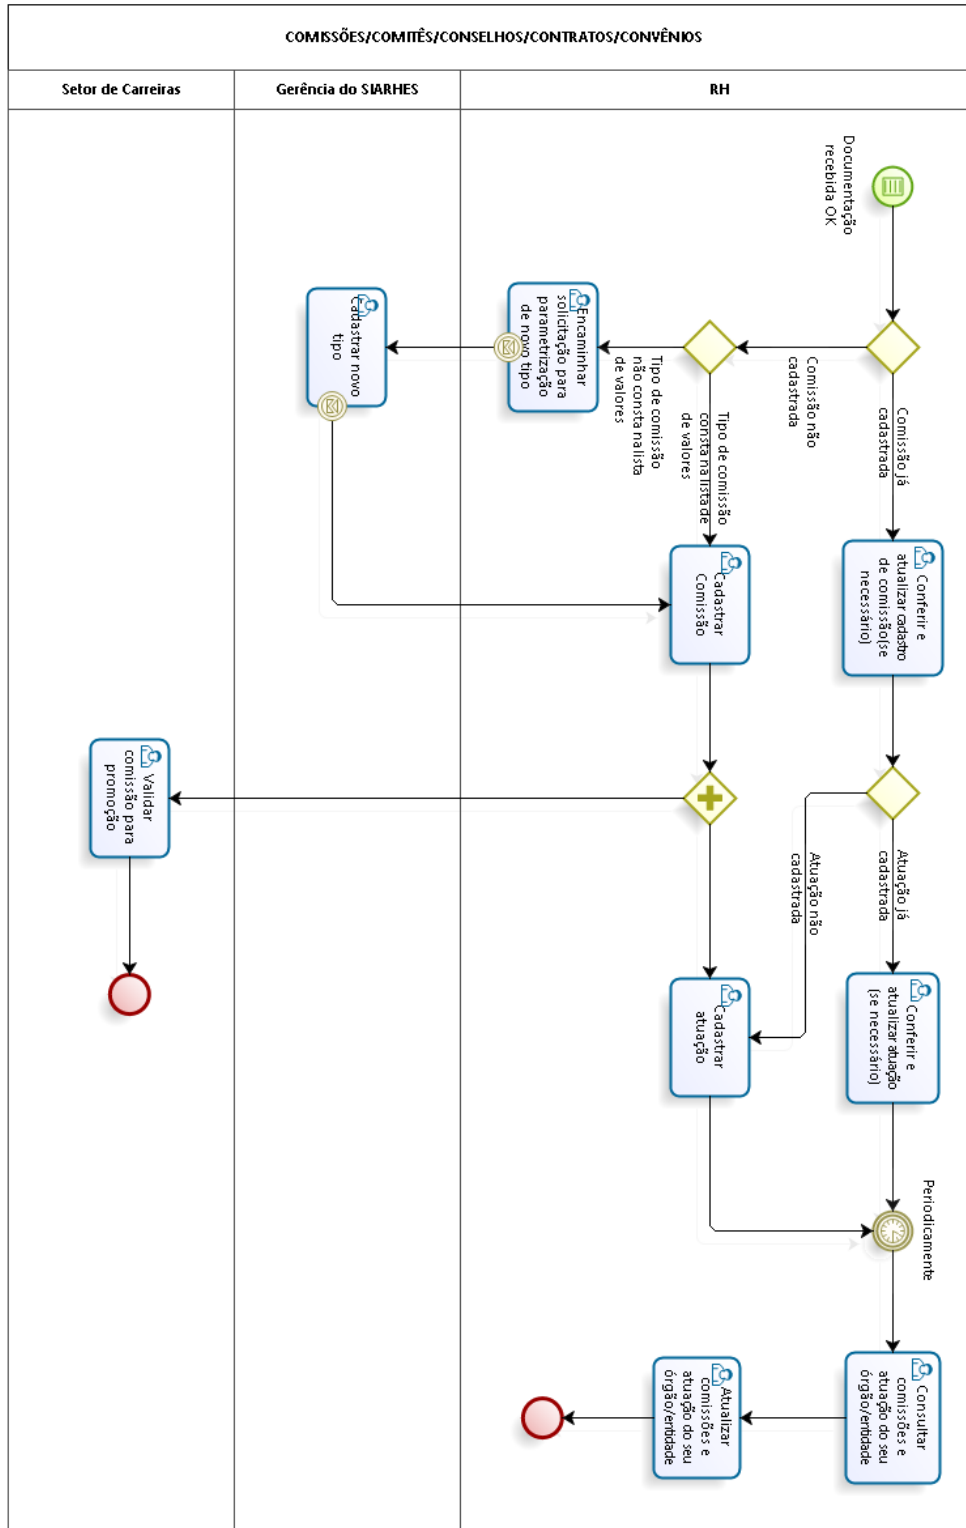 COMISSÕES/COMITÊS/CONSELHOS/CONTRATOS/CONVÊNIOS
Setor de Carreiras
Gerência do SIARHES
RH
Documentação
recebida OK
Comissão já
cadastrada
Comissão não
cadastrada
Tipo de comissão
consta na lista de
de valores
Tipo de comissão
não consta na lista
de valores
Encaminhar
solicitação para
parametrização
de novo tipo
Cadastrar novo
tipo
Cadastrar
Comissão
Conferir e
atualizar cadastro
de comissão(se
necessário)
Validar
comissão para
promoção
Atuação já
cadastrada
Atuação não
cadastrada
Cadastrar
atuação
Conferir e
atualizar atuação
(se necessário)
Periodicamente
Consultar
comissões e
atuação do seu
órgão/entidade
Atualizar
comissões e
atuação do seu
órgão/entidade